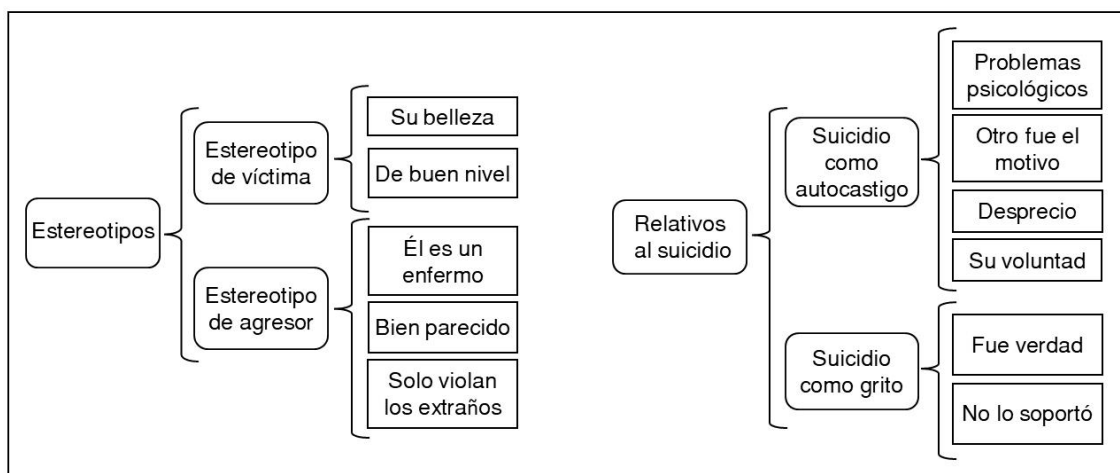 Estereotipos
Estereotipo
de víctima
Su belleza
De buen nivel
Estereotipo
de agresor
Él es un
enfermo
Bien parecido
Solo violan
los extraños
Relativos
al suicidio
Suicidio
como
autocastigo
Problemas
psicológicos
Otro fue el
motivo
Desprecio
Su voluntad
Suicidio
como grito
Fue verdad
No lo soportó